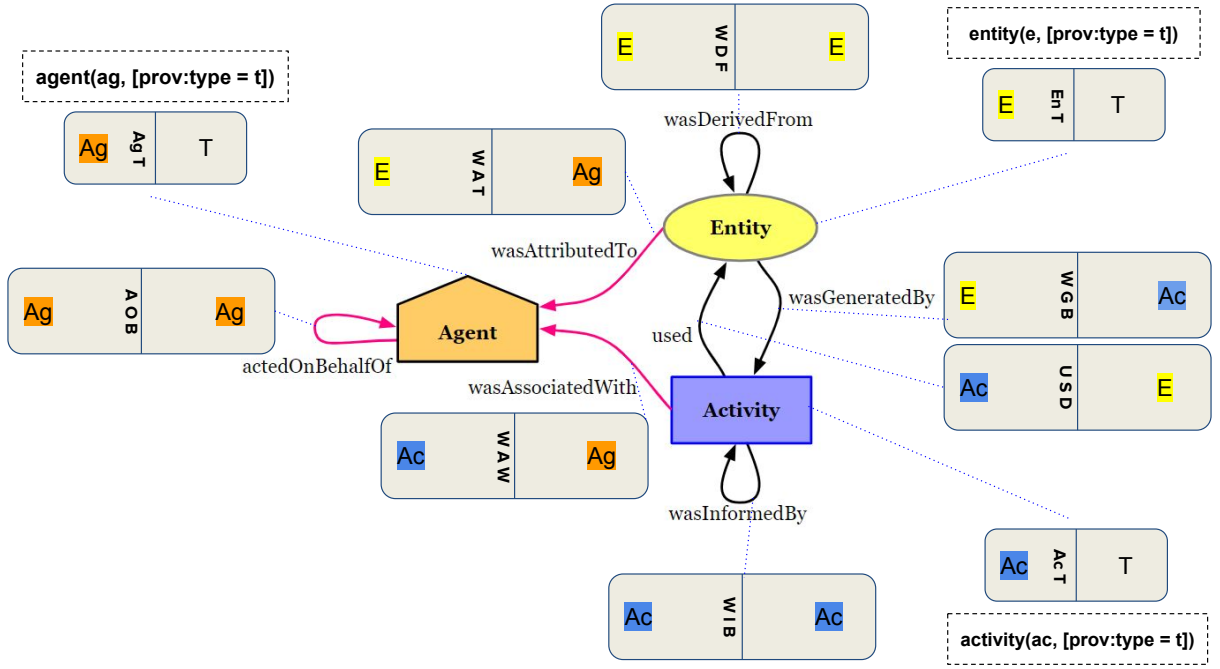 agent(ag, [prov:type = t])
Ag
AgT
T
E
WDF
E
entity(e, [prov:type = t])
E
EnT
T
wasDerivedFrom
E
WAT
Ag
Entity
wasAttributedTo
Ag
AOB
Ag
actedOnBehalfOf
Agent
used
wasGeneratedBy
E
WGB
Ac
Ac
USD
E
wasAssociatedWith
Activity
Ac
WAW
Ag
wasInformedBy
Ac
WIB
Ac
Ac
AcT
T
activity(ac, [prov:type = t])